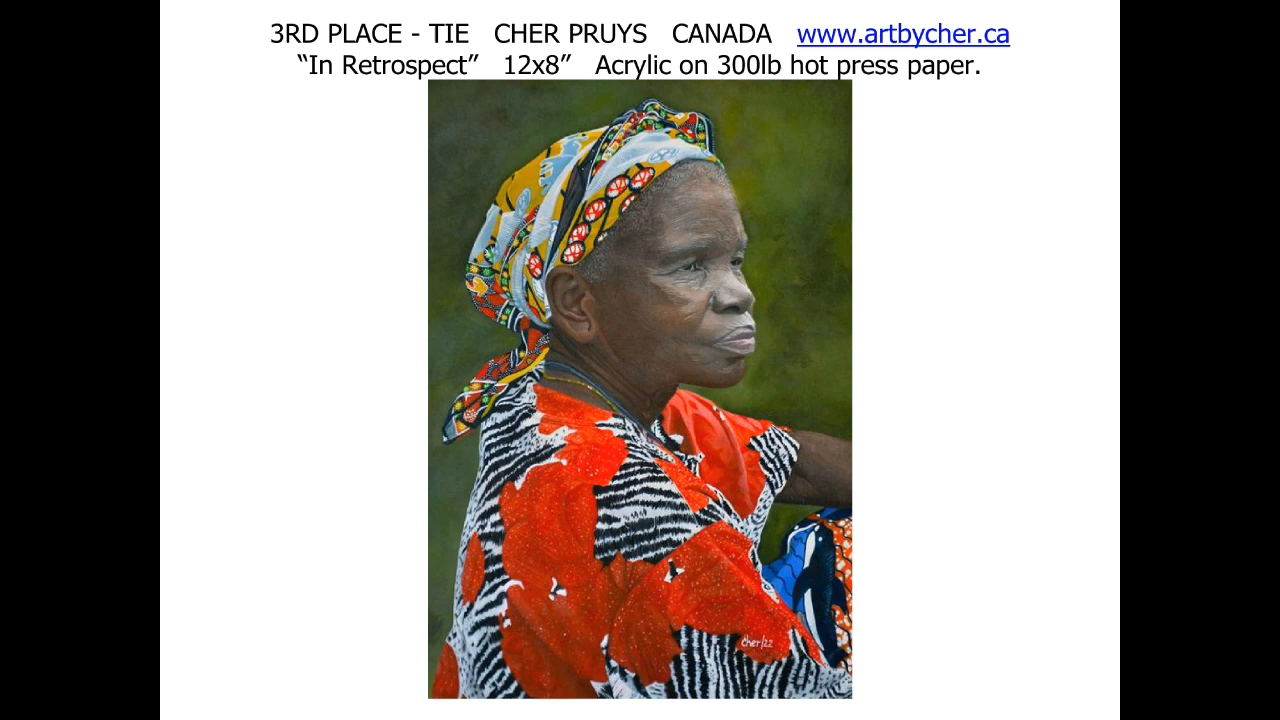 3RD PLACE - TIE CHER PRUYS CANADA www.artbycher.ca
“In Retrospect” 12x8” Acrylic on 300lb hot press paper.
cher/22